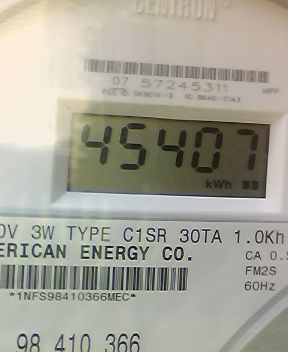 CENTRON
07 57245311 HPP
45407
kWh
0V 3W TYPE C1SR 30TA 1.0Kh
ERICAN ENERGY CO. CA 0.5
FM2S
*1NFS98410366MEC* 60Hz
98 410 366